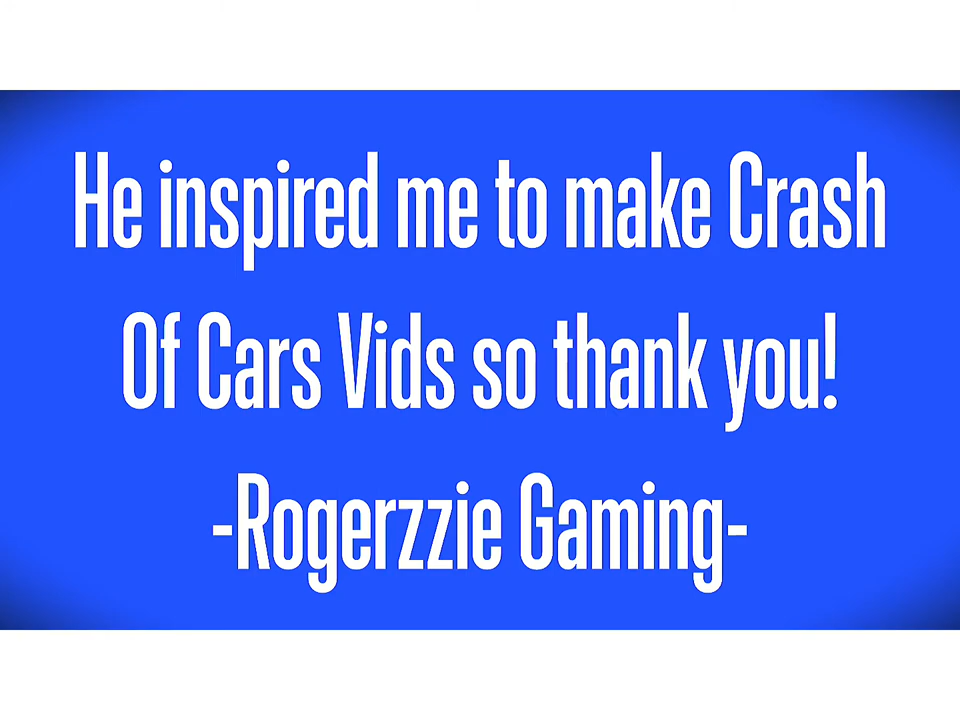 He inspired me to make Crash
Of Cars Vids so thank you!
-Rogerzzie Gaming-